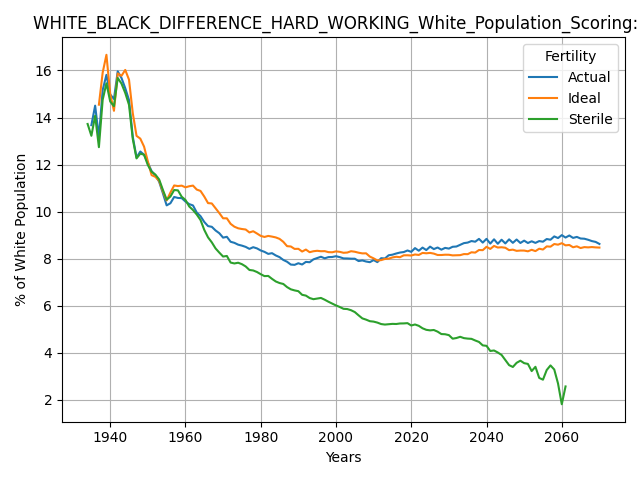 WHITE_BLACK_DIFFERENCE_HARD_WORKING_White_Population_Scoring:
Fertility
Actual
Ideal
Sterile
% of White Population
16
14
12
10
8
6
4
2
1940 1960 1980 2000 2020 2040 2060
Years